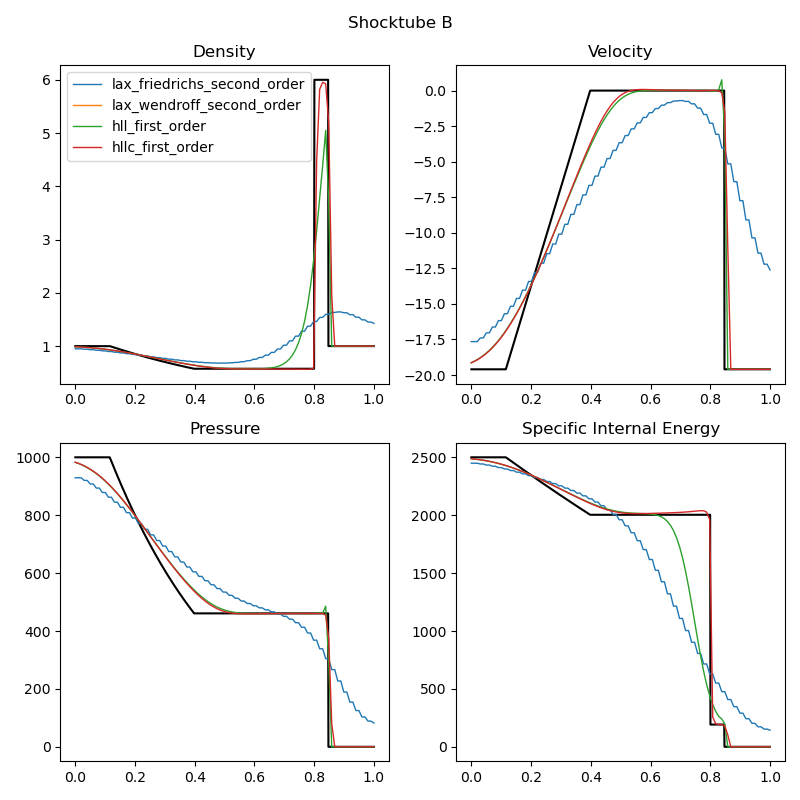 Shocktube B
Density
6
5
4
3
2
1
0.0 0.2 0.4 0.6 0.8 1.0
lax_friedrichs_second_order
lax_wendroff_second_order
hll_first_order
hllc_first_order
Velocity
0.0
−2.5
−5.0
−7.5
−10.0
−12.5
−15.0
−17.5
−20.0
0.0 0.2 0.4 0.6 0.8 1.0
Pressure
1000
800
600
400
200
0
0.0 0.2 0.4 0.6 0.8 1.0
Specific Internal Energy
2500
2000
1500
1000
500
0
0.0 0.2 0.4 0.6 0.8 1.0